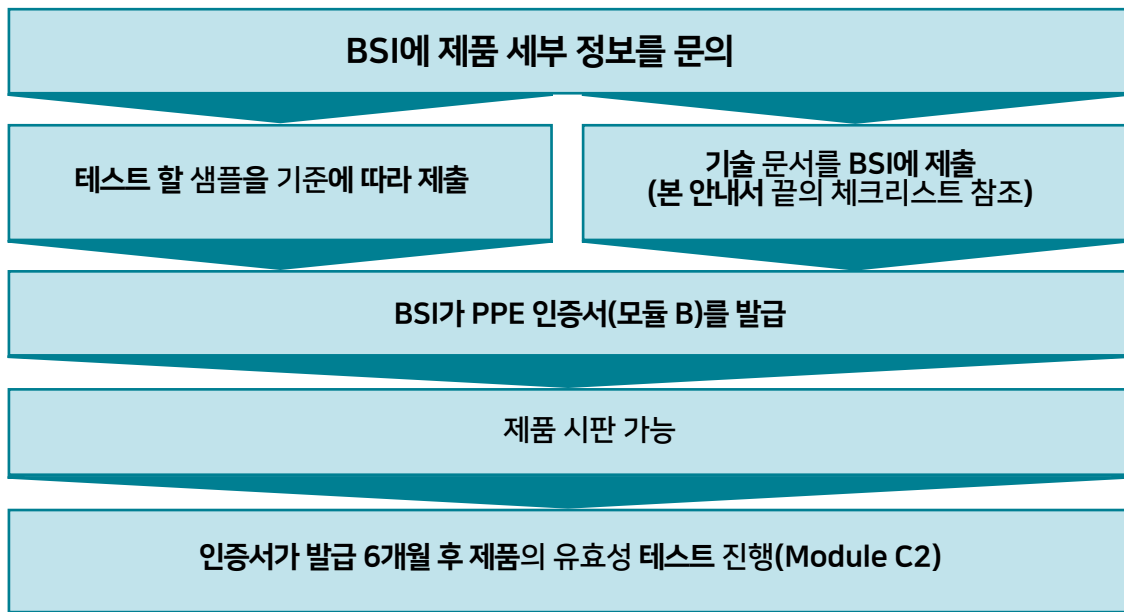 BSI에 제품 세부 정보를 문의
테스트 할 샘플을 기준에 따라 제출
기술 문서를 BSI에 제출
(본 안내서 끝의 체크리스트 참조)
BSI가 PPE 인증서(모듈 B)를 발급
제품 시판 가능
인증서가 발급 6개월 후 제품의 유효성 테스트 진행(Module C2)